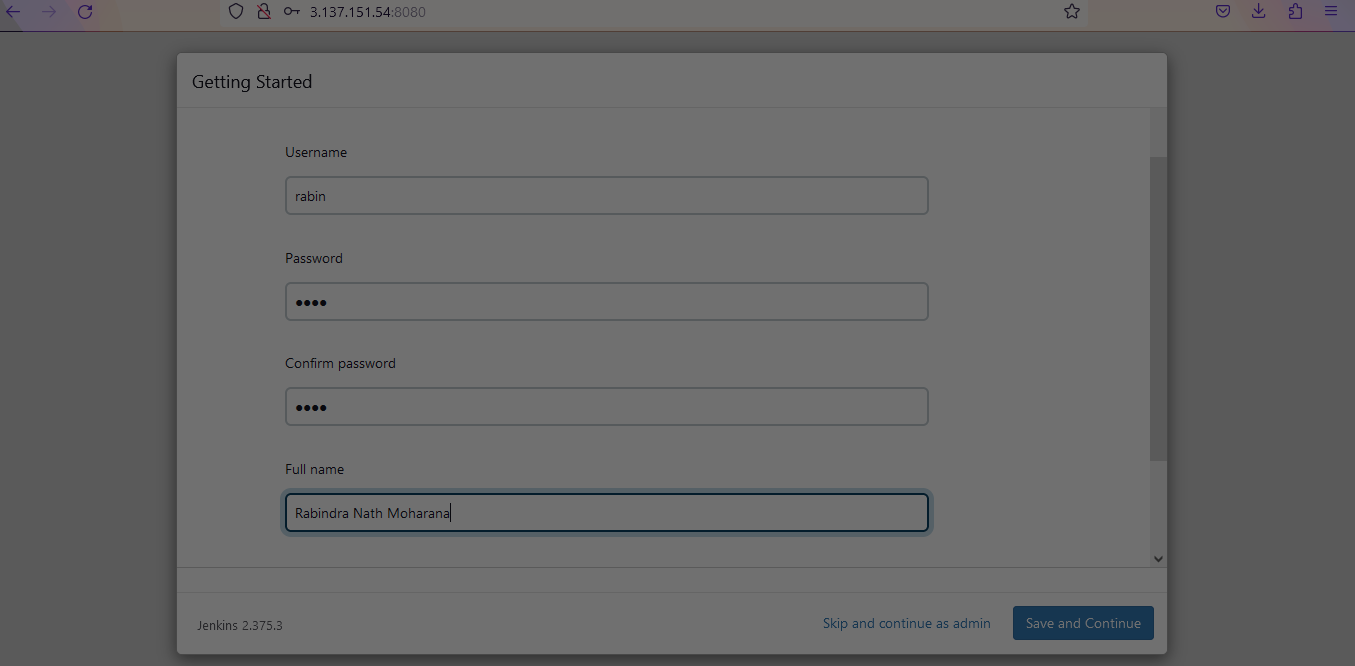 3.137.151.54:8080
Getting Started
Username
rabin
Password
••••
Confirm password
••••
Full name
Rabindra Nath Moharana
Jenkins 2.375.3
Skip and continue as admin
Save and Continue